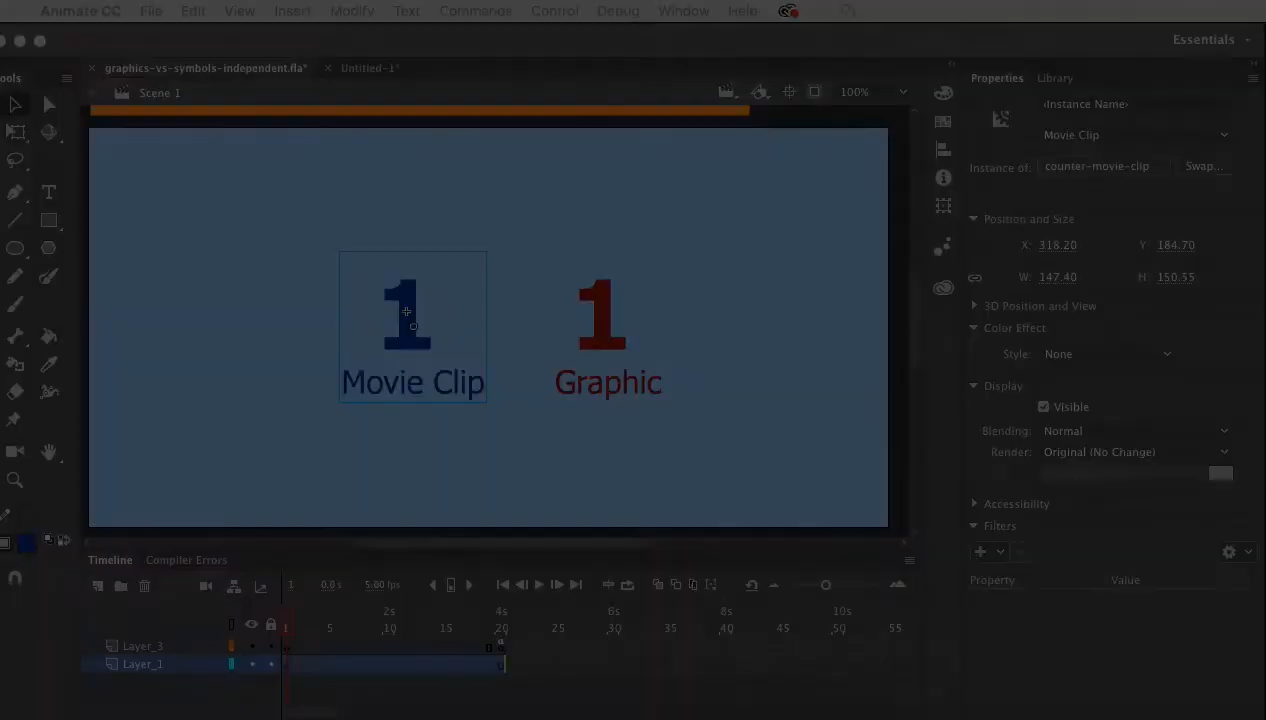 Animate CC File Edit View Insert Modify Text Commands Control Debug Window Help
Essentials
ools
graphics-vs-symbols-independent.fla* Untitled-1*
Scene 1 100%
Properties Library
‹Instance Name›
Movie Clip
Instance of: counter-movie-clip Swap...
Position and Size
X: 318.20 Y 184.70
W: 147.40 H 150.55
3D Position and View
Color Effect
Style: None
Display
Visible
Blending: Normal
Render: Original (No Change)
Accessibility
Filters
Property Value
1 1
Movie Clip Graphic
Timeline Compiler Errors
1 0.0 s 5.00 fps
2s 4s 6s 8s 10s
1 5 10 15 20 25 30 35 40 45 50 55
Layer_3
Layer_1